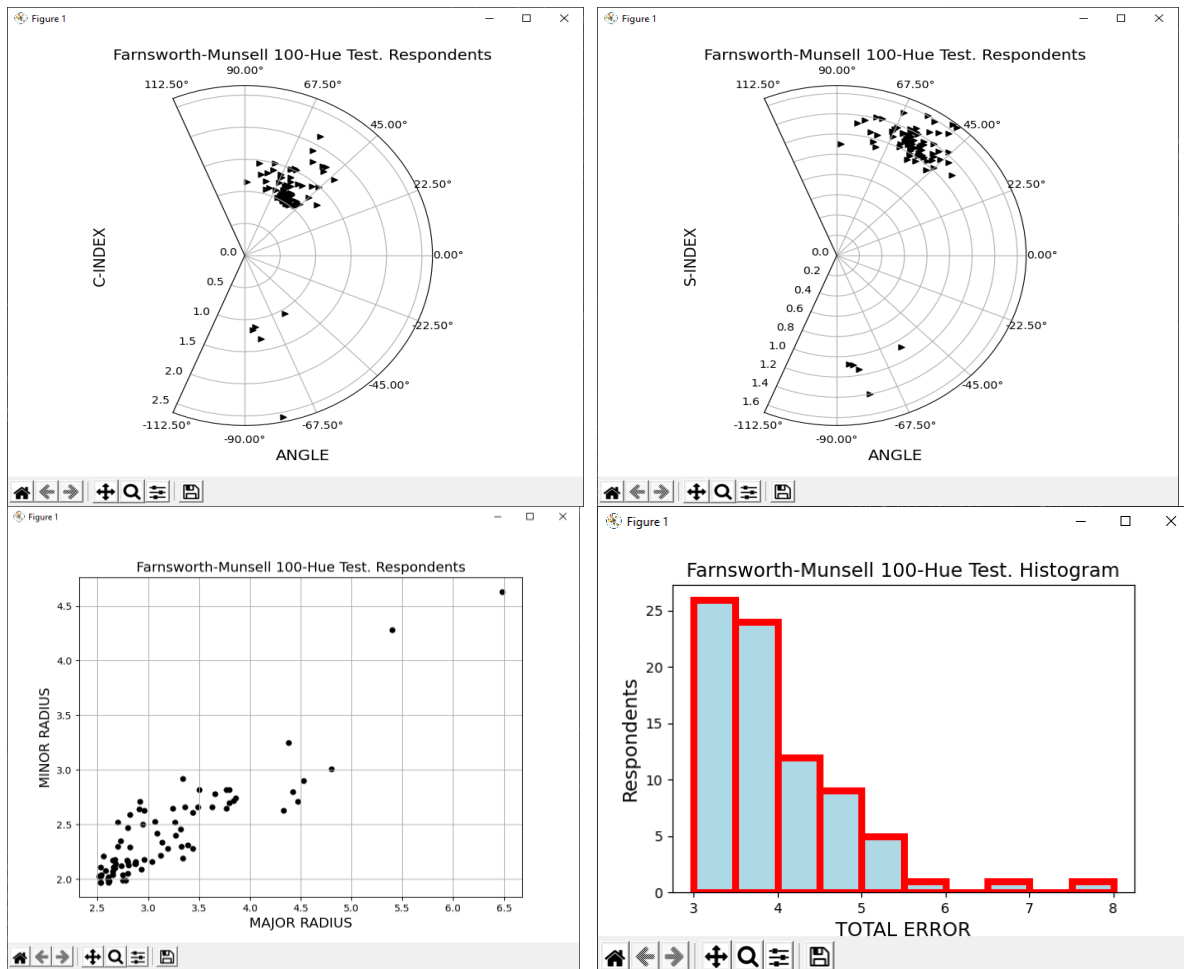 Figure 1
Farnsworth-Munsell 100-Hue Test. Respondents
90.00°
112.50°
67.50°
45.00°
22.50°
0.00°
-22.50°
-45.00°
-67.50°
-90.00°
-112.50°
0.0
0.5
1.0
1.5
2.0
2.5
C-INDEX
ANGLE
Figure 1
Farnsworth-Munsell 100-Hue Test. Respondents
90.00°
112.50°
67.50°
45.00°
22.50°
0.00°
-22.50°
-45.00°
-67.50°
-90.00°
-112.50°
0.0
0.2
0.4
0.6
0.8
1.0
1.2
1.4
1.6
S-INDEX
ANGLE
Figure 1
Farnsworth-Munsell 100-Hue Test. Respondents
4.5
4.0
3.5
3.0
2.5
2.0
MINOR RADIUS
2.5 3.0 3.5 4.0 4.5 5.0 5.5 6.0 6.5
MAJOR RADIUS
Figure 1
Farnsworth-Munsell 100-Hue Test. Histogram
25
20
15
10
5
0
Respondents
3 4 5 6 7 8
TOTAL ERROR